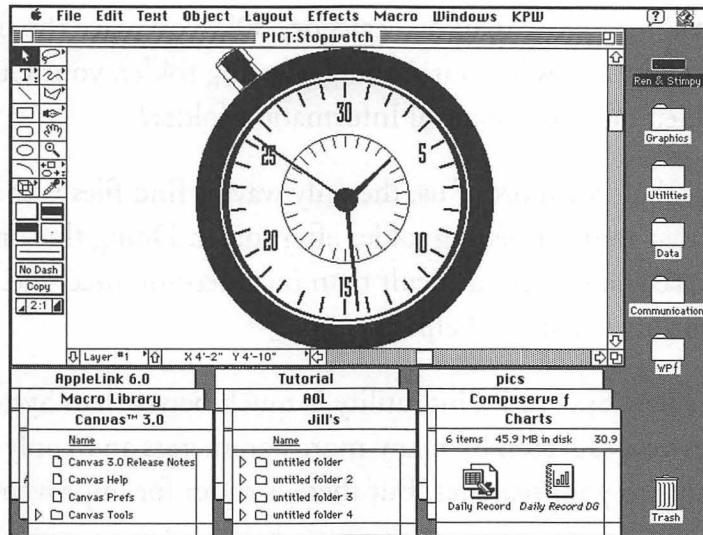 File Edit Text Object Layout Effects Macro Windows KPW
PICT:Stopwatch
Ren & Stimpy
Graphics
Utilities
Data
Communication
WPf
Trash
T
30
5
10
15
20
25
No Dash
Copy
2:1
Layer #1 X 4'-2" Y 4'-10"
AppleLink 6.0
Macro Library
Canvas™ 3.0
Name
Canvas 3.0 Release Notes
Canvas Help
Canvas Prefs
Canvas Tools
Tutorial
AOL
Jill's
Name
untitled folder
untitled folder 2
untitled folder 3
untitled folder 4
pics
Compuserve ƒ
Charts
6 items 45.9 MB in disk 30.9
Daily Record Daily Record DG